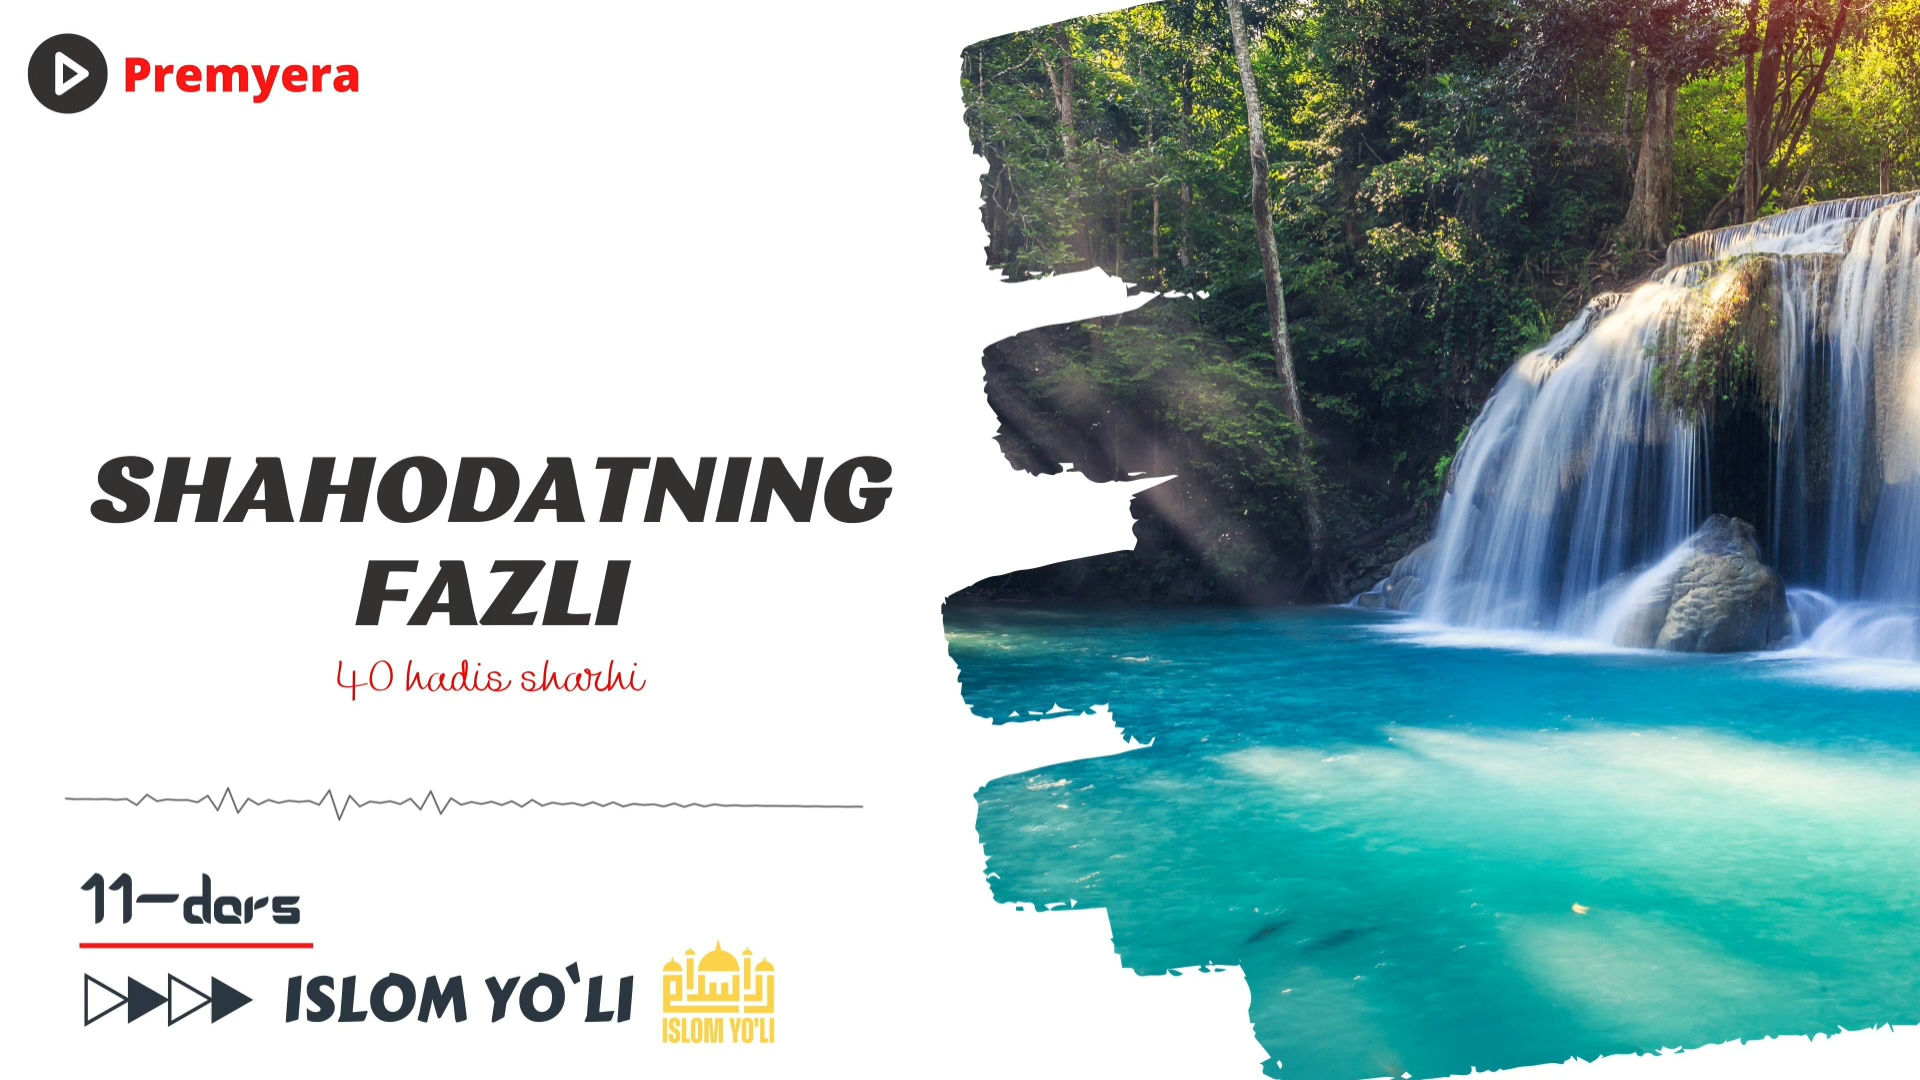 Premyera
SHAHODATNING
FAZLI
40 hadis sharhi
11-dars
ISLOM YO`LI
ISLOM YO'LI